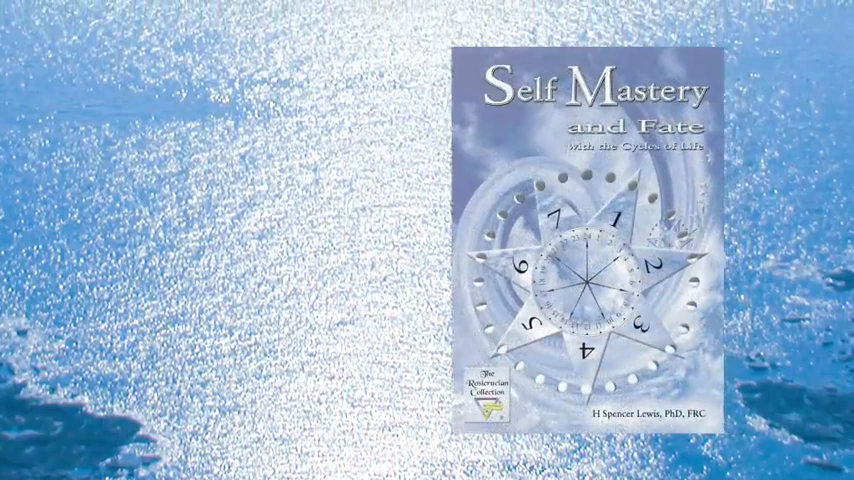 Self Mastery
and Fate
with the Cycles of Life
7
1
6
2
5
3
4
The
Rosicrucian
Collection
H Spencer Lewis, PhD, FRC